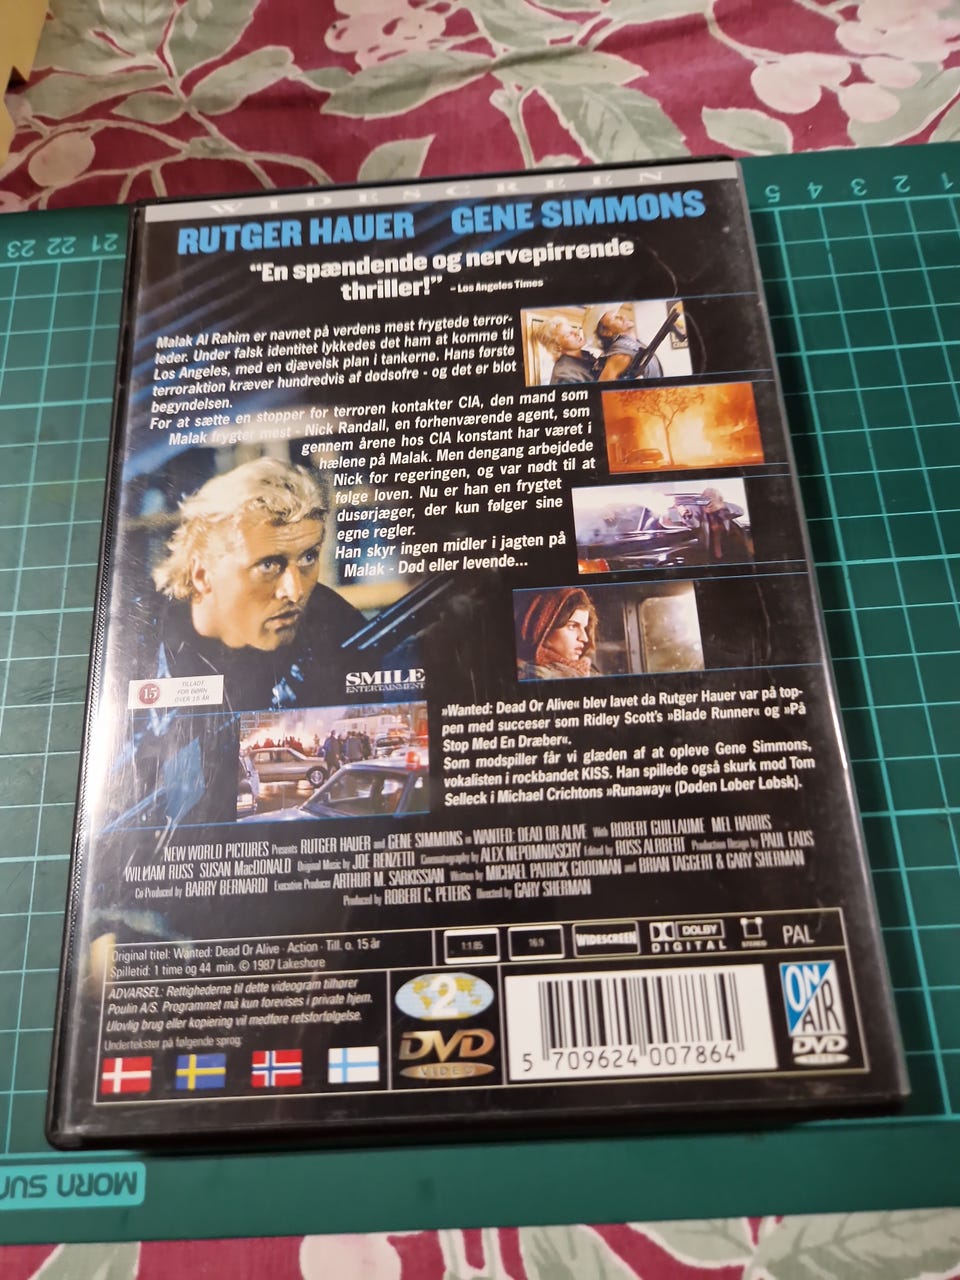 WIDESCREEN
RUTGER HAUER GENE SIMMONS
“En spændende og nervepirrende
thriller!” – Los Angeles Times
Malak Al Rahim er navnet på verdens mest frygtede terror-
leder. Under falsk identitet lykkedes det ham at komme til
Los Angeles, med en djævelsk plan i tankerne. Hans første
terroraktion kræver hundredvis af dødsofre - og det er blot
begyndelsen.
For at sætte en stopper for terroren kontakter CIA, den mand som
Malak frygter mest - Nick Randall, en forhenværende agent, som
gennem årene hos CIA konstant har været i
hælene på Malak. Men dengang arbejdede
Nick for regeringen, og var nødt til at
følge loven. Nu er han en frygtet
dusørjæger, der kun følger sine
egne regler.
Han skyr ingen midler i jagten på
Malak - Død eller levende...
15
TILLADT
FOR BØRN
OVER 15 ÅR
SMILE
ENTERTAINMENT
»Wanted: Dead Or Alive« blev lavet da Rutger Hauer var på top-
pen med succeser som Ridley Scott's »Blade Runner« og »På
Stop Med En Dræber«.
Som modspiller får vi glæden af at opleve Gene Simmons,
vokalisten i rockbandet KISS. Han spillede også skurk mod Tom
Selleck i Michael Crichtons »Runaway« (Døden Løber Løbsk).
NEW WORLD PICTURES Presents RUTGER HAUER and GENE SIMMONS in WANTED: DEAD OR ALIVE With ROBERT GUILLAUME MEL HARRIS
WILLIAM RUSS SUSAN MacDONALD Original Music by JOE RENZETTI Cinematography by ALEX NEPOMNIASCHY Edited by ROSS ALBERT Production Design by PAUL EADS
Co-Produced by BARRY BERNARDI Executive Producer ARTHUR M. SARKISSIAN Written by MICHAEL PATRICK GOODMAN and BRIAN TAGGERT & GARY SHERMAN
Produced by ROBERT C. PETERS Directed by GARY SHERMAN
Original titel: Wanted: Dead Or Alive · Action · Till. o. 15 år
Spilletid: 1 time og 44 min. © 1987 Lakeshore
1:1.85
16:9
WIDESCREEN
DOLBY
DIGITAL
STEREO
PAL
ADVARSEL: Rettighederne til dette videogram tilhører
Poulin A/S. Programmet må kun forevises i private hjem.
Ulovlig brug eller kopiering vil medføre retsforfølgelse.
Undertekster på følgende sprog:
2
DVD
VIDEO
5 709624 007864
ON
AIR
DVD
VIDEO
21 22 23
5 4 3 2 1
MORN SUN